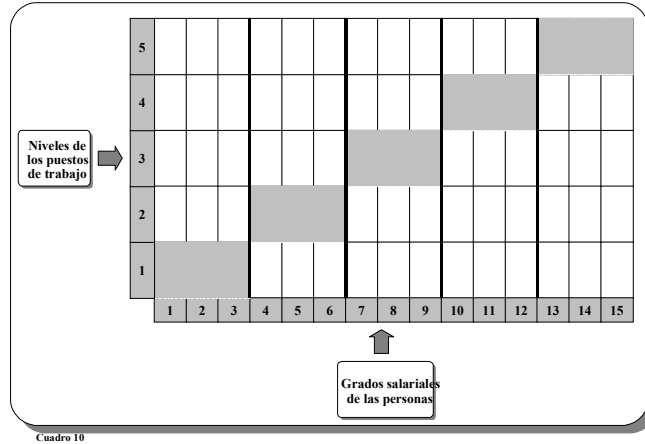 5
4
3
2
1
Niveles de
los puestos
de trabajo
1 2 3 4 5 6 7 8 9 10 11 12 13 14 15
Grados salariales
de las personas
Cuadro 10